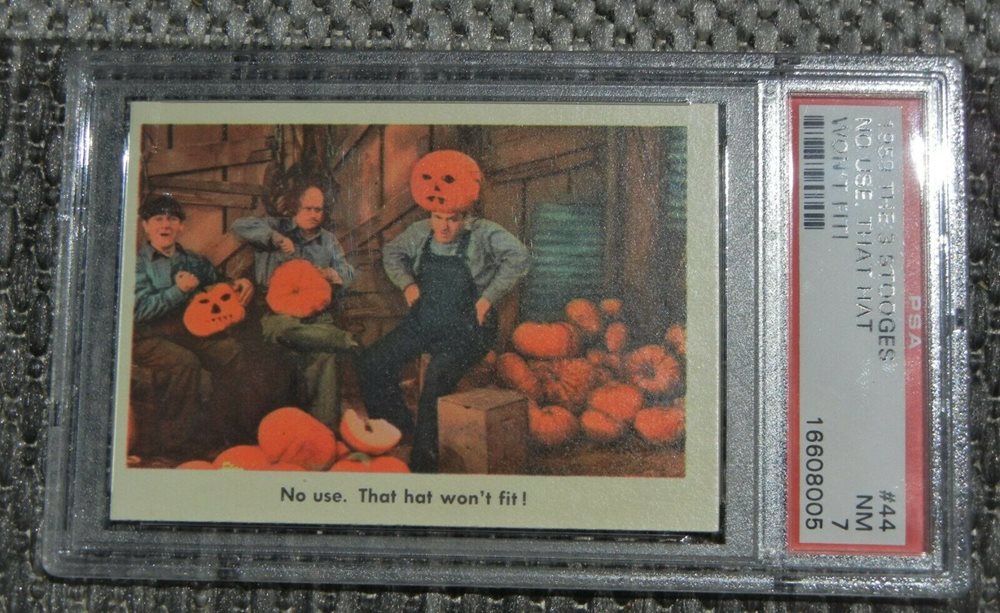 No use. That hat won't fit!
1959 THE 3 STOOGES
#44
NO USE. THAT HAT
NM
WON'T FIT!
7
16608005
PSA